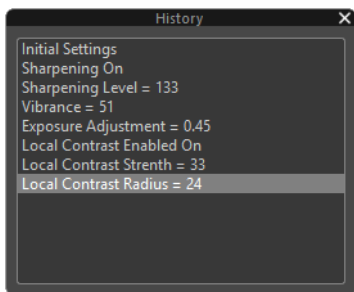 History
Initial Settings
Sharpening On
Sharpening Level = 133
Vibrance = 51
Exposure Adjustment = 0.45
Local Contrast Enabled On
Local Contrast Strenth = 33
Local Contrast Radius = 24